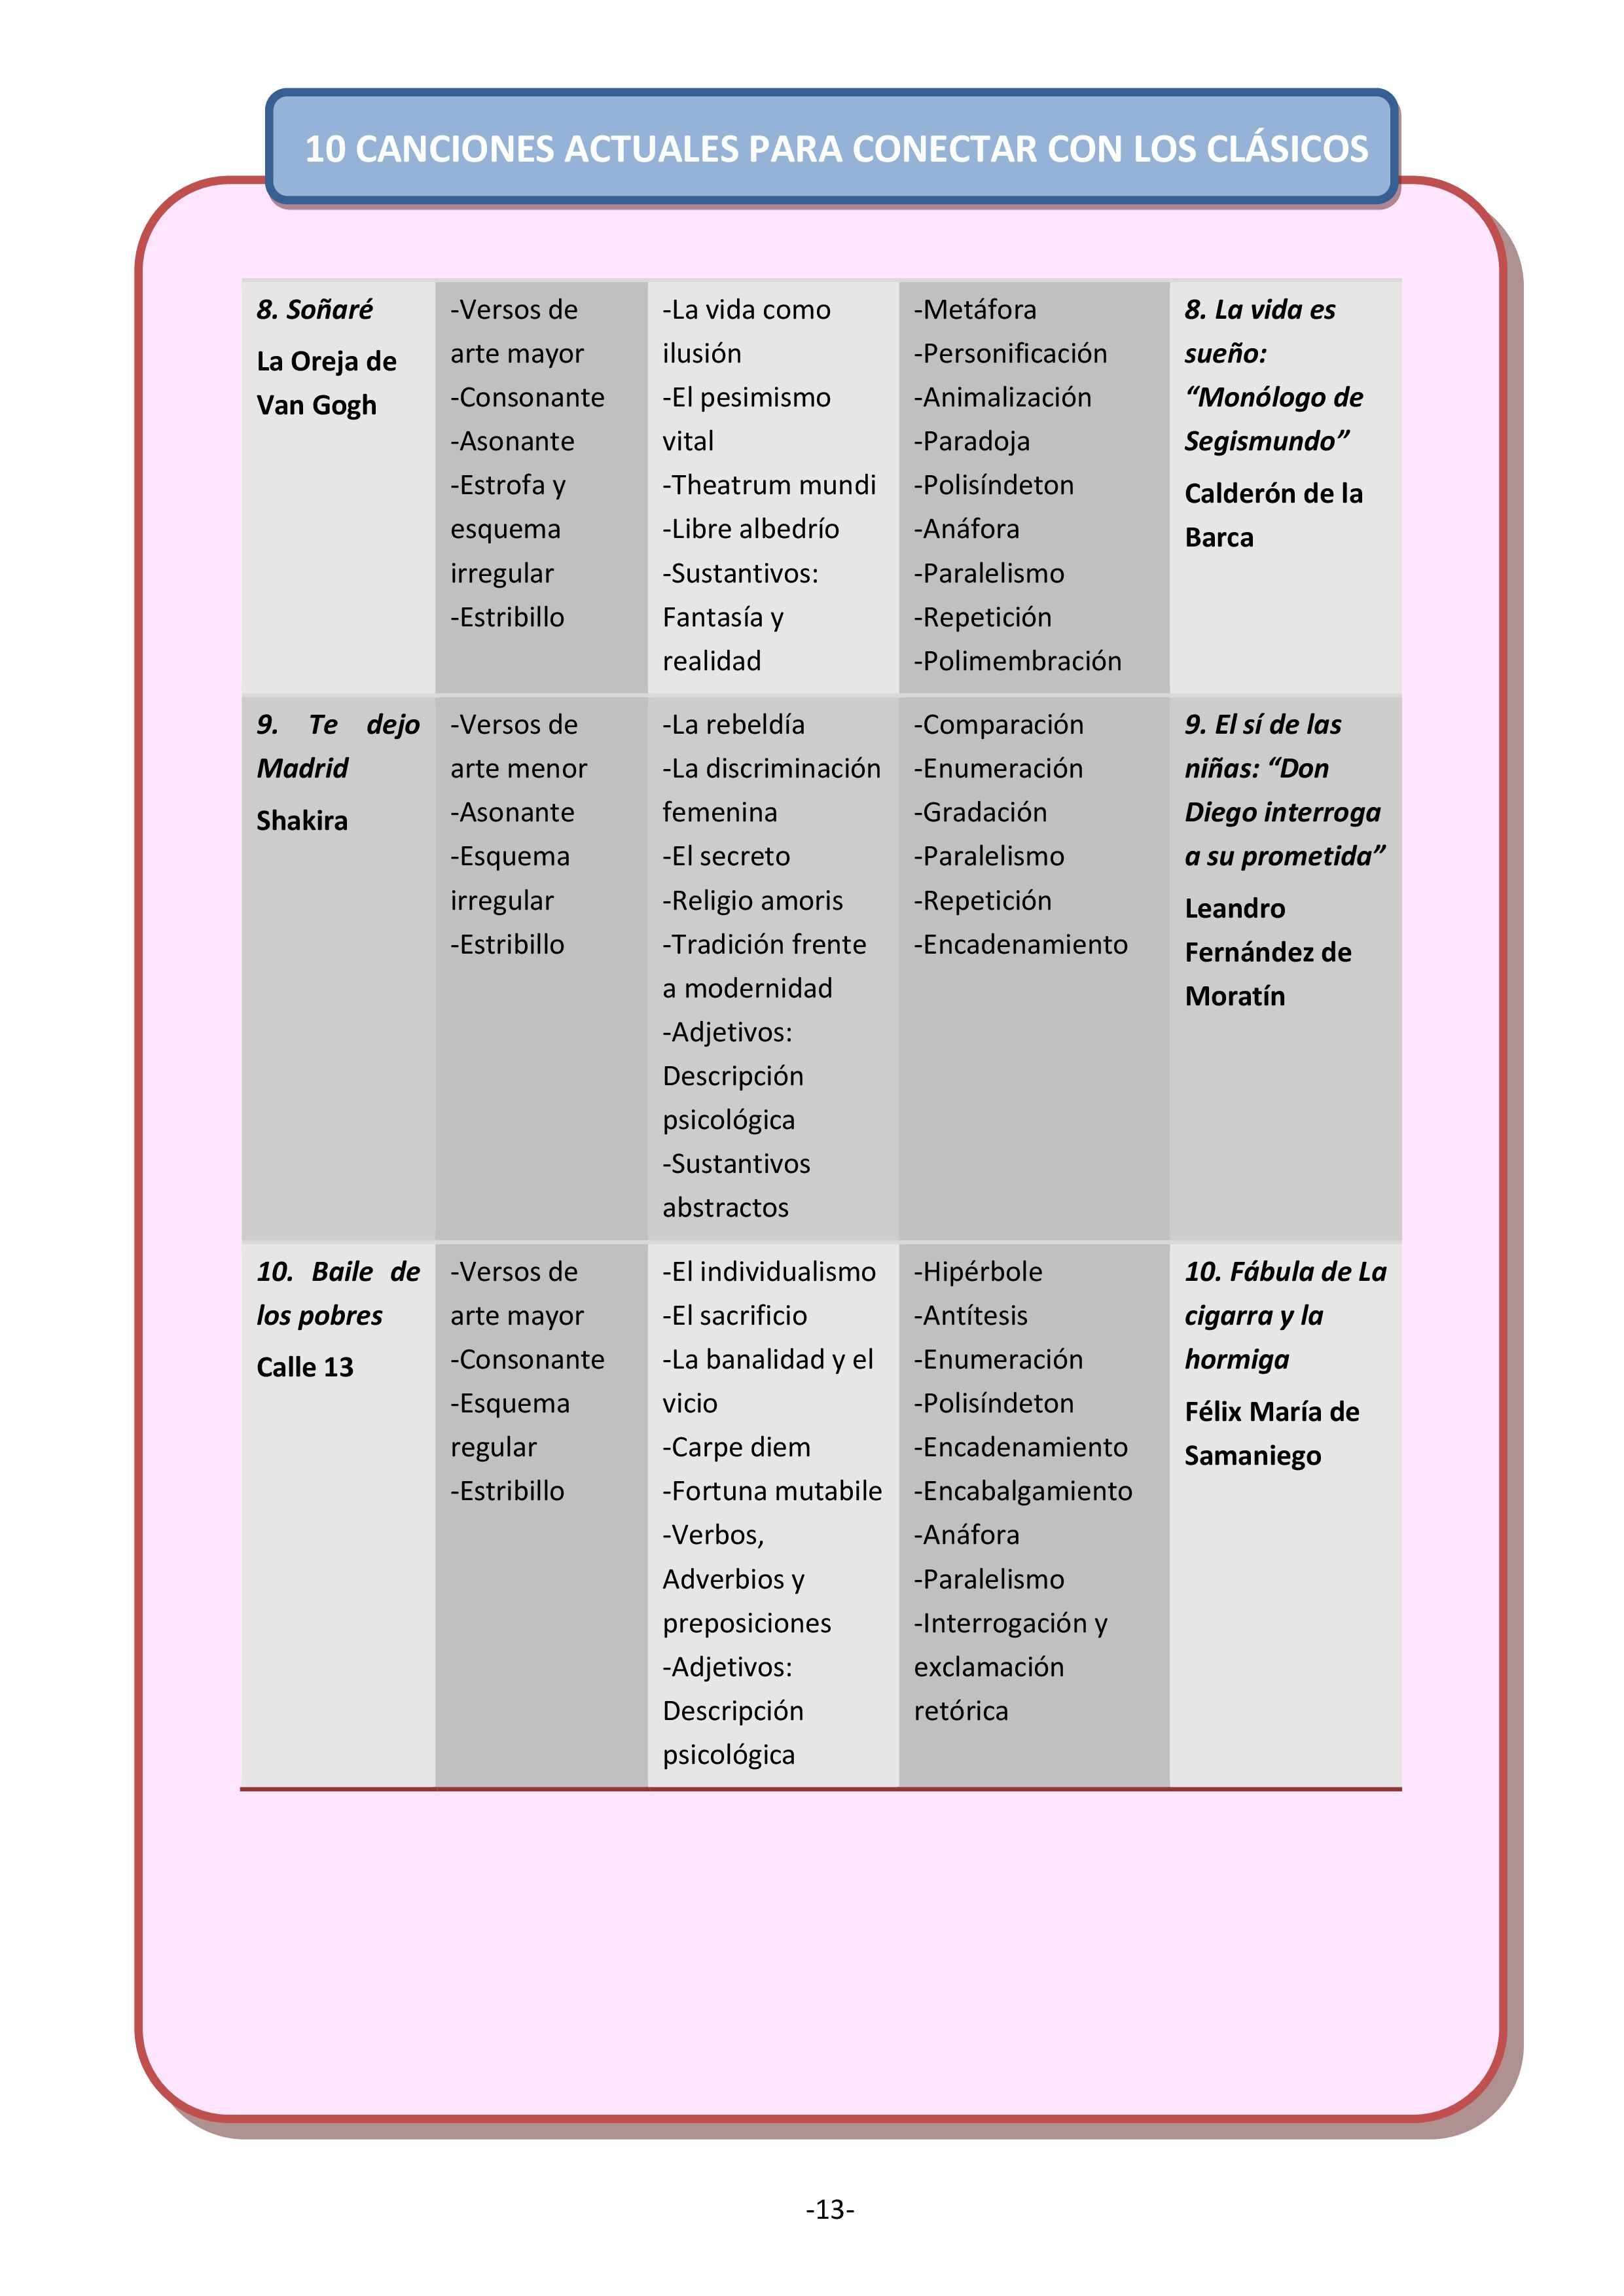 10 CANCIONES ACTUALES PARA CONECTAR CON LOS CLÁSICOS
8. Soñaré
La Oreja de
Van Gogh
-Versos de
arte mayor
-Consonante
-Asonante
-Estrofa y
esquema
irregular
-Estribillo
-La vida como
ilusión
-El pesimismo
vital
-Theatrum mundi
-Libre albedrío
-Sustantivos:
Fantasía y
realidad
-Metáfora
-Personificación
-Animalización
-Paradoja
-Polisíndeton
-Anáfora
-Paralelismo
-Repetición
-Polimembración
8. La vida es
sueño:
“Monólogo de
Segismundo”
Calderón de la
Barca
9. Te dejo
Madrid
Shakira
-Versos de
arte menor
-Asonante
-Esquema
irregular
-Estribillo
-La rebeldía
-La discriminación
femenina
-El secreto
-Religio amoris
-Tradición frente
a modernidad
-Adjetivos:
Descripción
psicológica
-Sustantivos
abstractos
-Comparación
-Enumeración
-Gradación
-Paralelismo
-Repetición
-Encadenamiento
9. El sí de las
niñas: “Don
Diego interroga
a su prometida”
Leandro
Fernández de
Moratín
10. Baile de
los pobres
Calle 13
-Versos de
arte mayor
-Consonante
-Esquema
regular
-Estribillo
-El individualismo
-El sacrificio
-La banalidad y el
vicio
-Carpe diem
-Fortuna mutabile
-Verbos,
Adverbios y
preposiciones
-Adjetivos:
Descripción
psicológica
-Hipérbole
-Antítesis
-Enumeración
-Polisíndeton
-Encadenamiento
-Encabalgamiento
-Anáfora
-Paralelismo
-Interrogación y
exclamación
retórica
10. Fábula de La
cigarra y la
hormiga
Félix María de
Samaniego
-13-